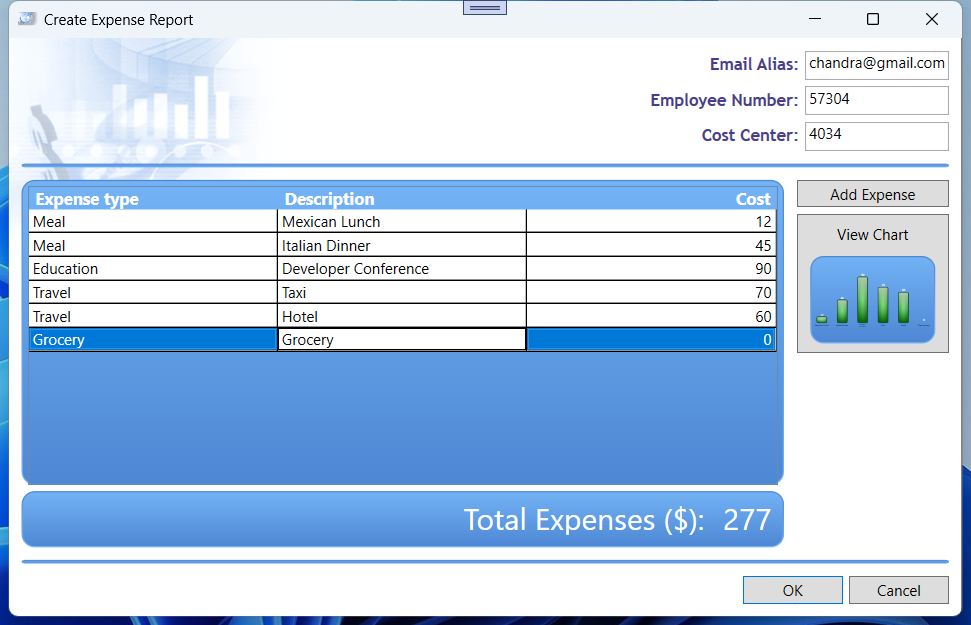 Create Expense Report
Email Alias: chandra@gmail.com
Employee Number: 57304
Cost Center: 4034
Expense type Description Cost
Meal Mexican Lunch 12
Meal Italian Dinner 45
Education Developer Conference 90
Travel Taxi 70
Travel Hotel 60
Grocery Grocery 0
Add Expense
View Chart
Total Expenses ($): 277
OK Cancel